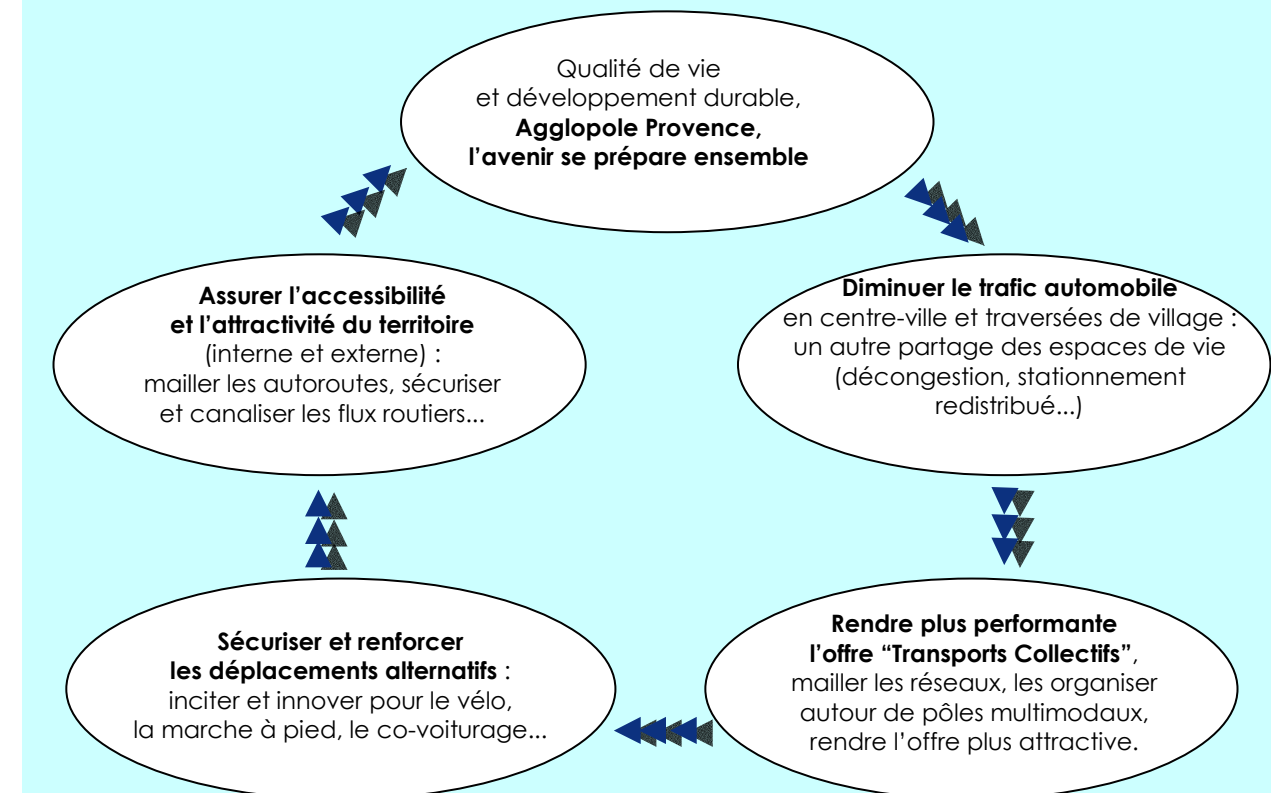 Qualité de vie
et développement durable,
Agglopole Provence,
l’avenir se prépare ensemble
Assurer l’accessibilité
et l’attractivité du territoire
(interne et externe) :
mailler les autoroutes, sécuriser
et canaliser les flux routiers...
Diminuer le trafic automobile
en centre-ville et traversées de village :
un autre partage des espaces de vie
(décongestion, stationnement
redistribué...)
Sécuriser et renforcer
les déplacements alternatifs :
inciter et innover pour le vélo,
la marche à pied, le co-voiturage...
Rendre plus performante
l’offre “Transports Collectifs”,
mailler les réseaux, les organiser
autour de pôles multimodaux,
rendre l’offre plus attractive.